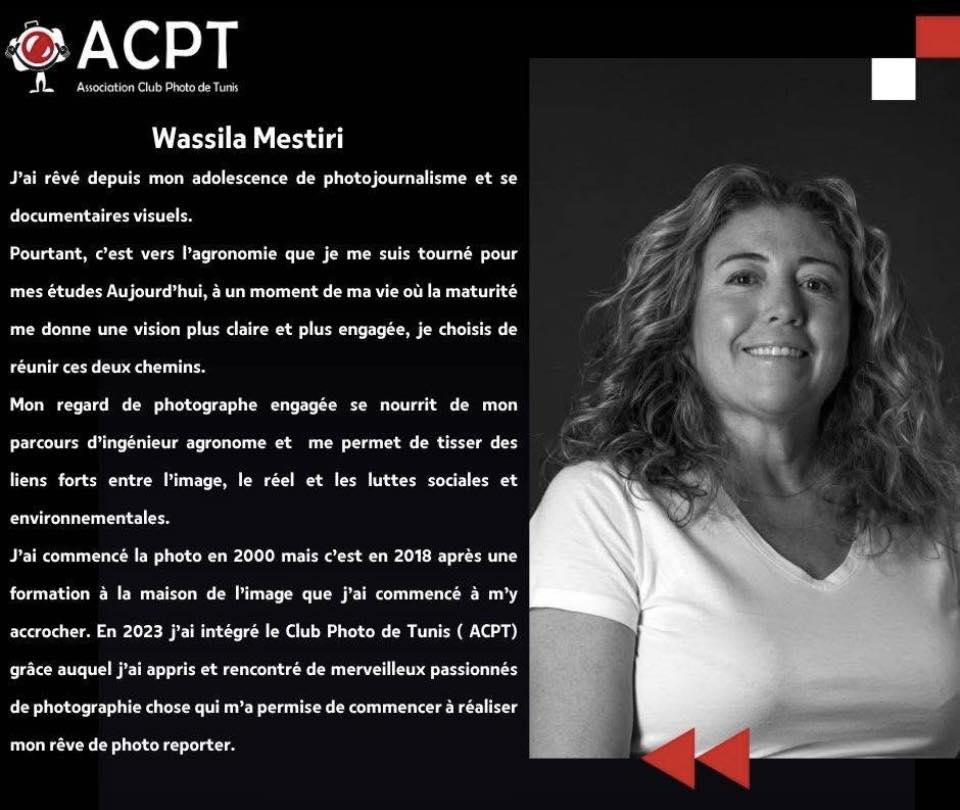 ACPT
Association Club Photo de Tunis
Wassila Mestiri
J'ai rêvé depuis mon adolescence de photojournalisme et se
documentaires visuels.
Pourtant, c'est vers l'agronomie que je me suis tourné pour
mes études Aujourd'hui, à un moment de ma vie où la maturité
me donne une vision plus claire et plus engagée, je choisis de
réunir ces deux chemins.
Mon regard de photographe engagée se nourrit de mon
parcours d'ingénieur agronome et me permet de tisser des
liens forts entre l'image, le réel et les luttes sociales et
environnementales.
J'ai commencé la photo en 2000 mais c'est en 2018 après une
formation à la maison de l'image que j'ai commencé à m'y
accrocher. En 2023 j'ai intégré le Club Photo de Tunis ( ACPT)
grâce auquel j'ai appris et rencontré de merveilleux passionnés
de photographie chose qui m'a permise de commencer à réaliser
mon rêve de photo reporter.